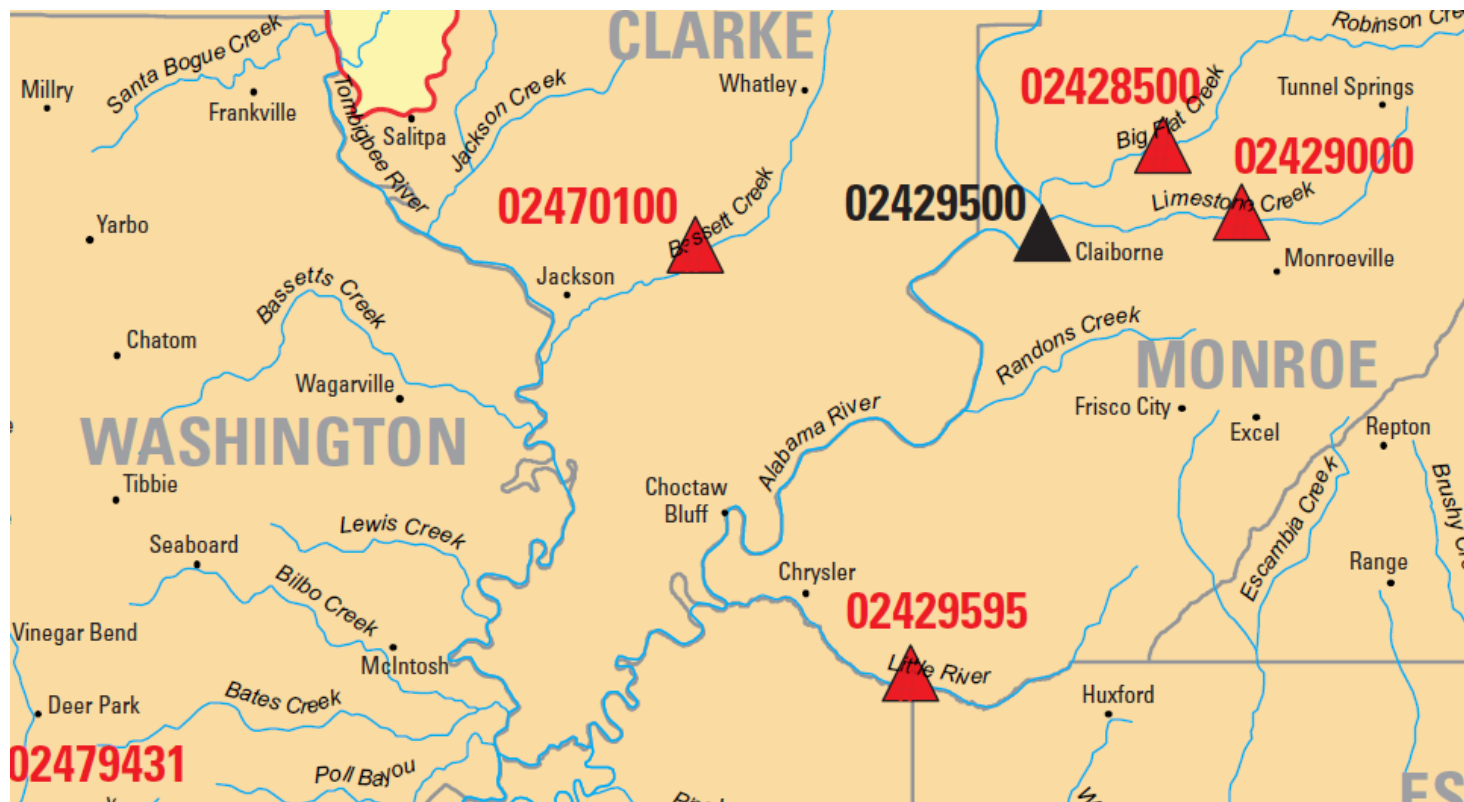 CLARKE
Robinson Cre
Santa Bogue Creek
Whatley
02428500
Tunnel Springs
Millry
Frankville
Tombigbee River
Salitpa
Jackson Creek
Big Flat Creek
02429000
02470100
Bassett Creek
02429500
Limestone Creek
Yarbo
Claiborne
Monroeville
Jackson
Bassetts Creek
Randons Creek
Chatom
MONROE
Wagarville
Frisco City
Excel
Repton
WASHINGTON
Alabama River
Tibbie
Choctaw
Bluff
Escambia Creek
Brushy Cre
Lewis Creek
Seaboard
Range
Bilbo Creek
Chrysler
02429595
Vinegar Bend
McIntosh
Little River
Bates Creek
Deer Park
Huxford
02479431
Poll Bayou
ES